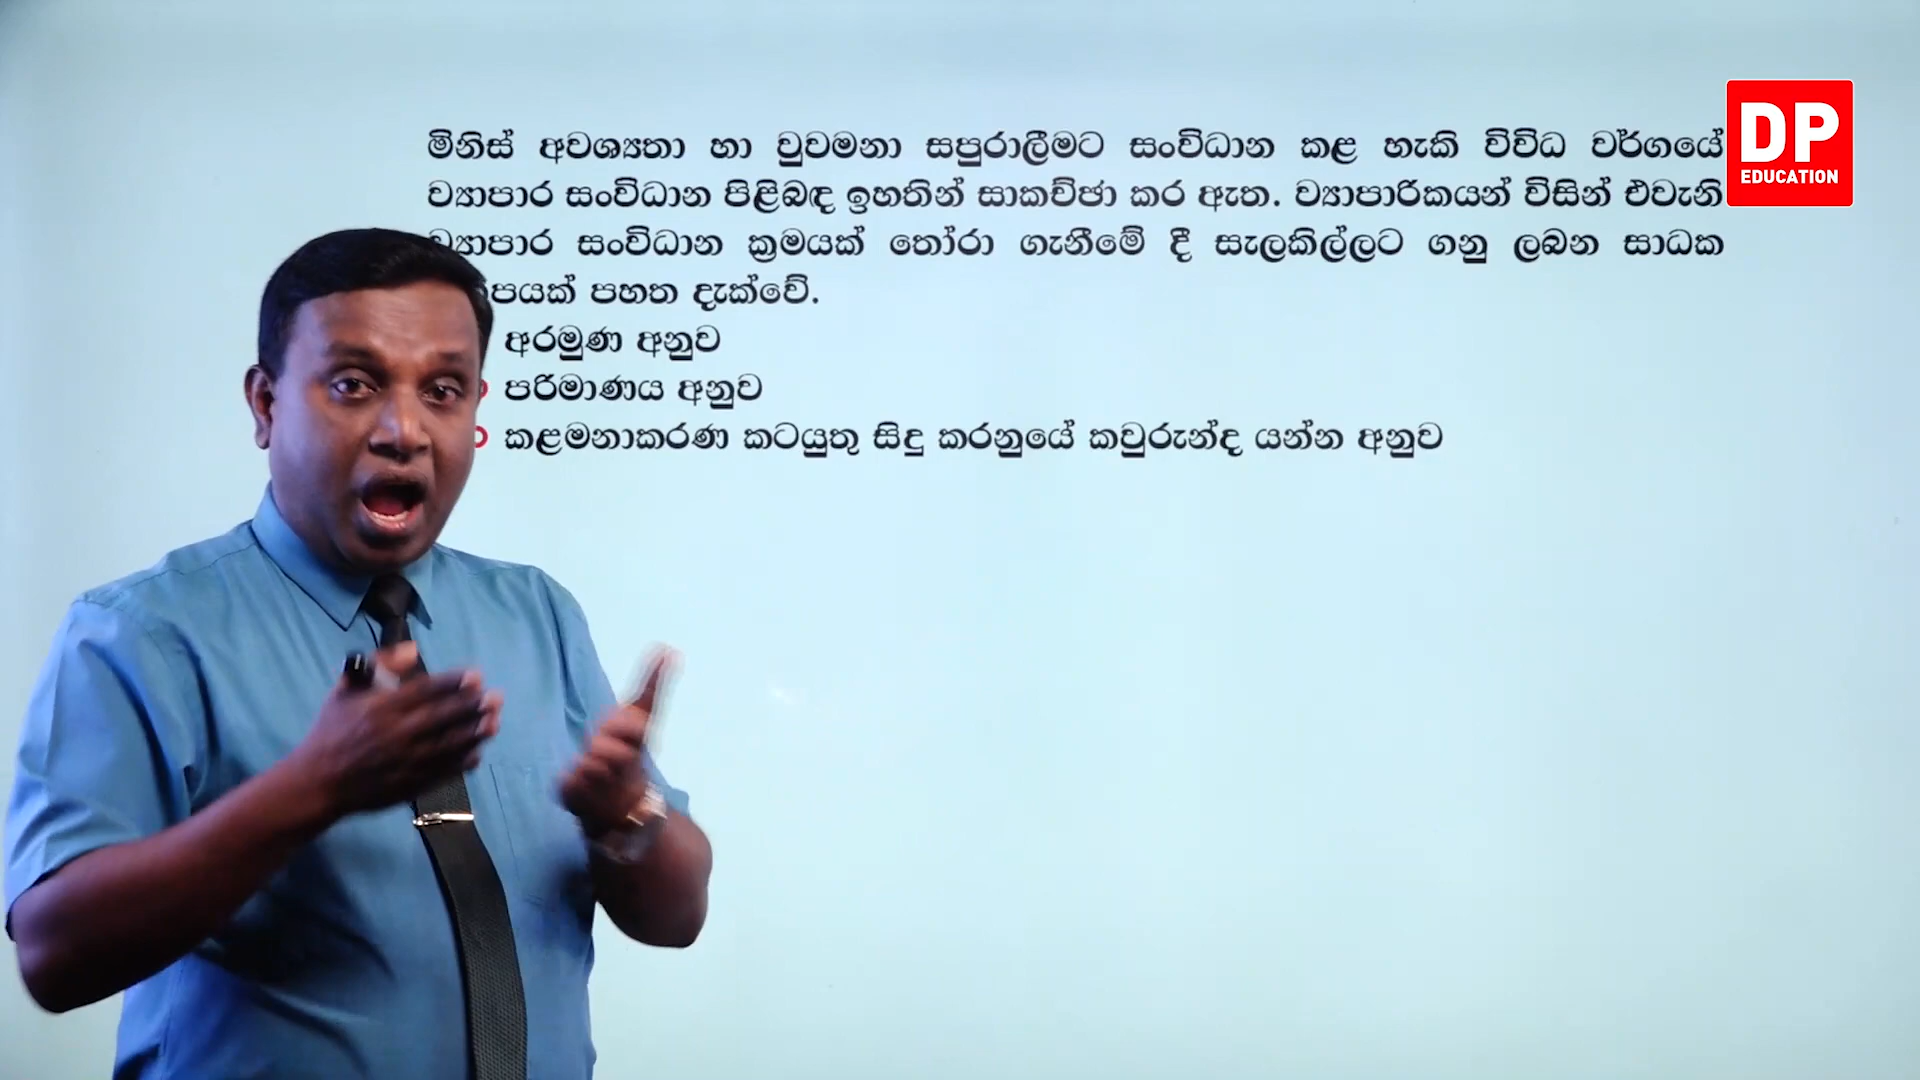 මිනිස් අවශ්‍යතා හා වුවමනා සපුරාලීමට සංවිධාන කළ හැකි විවිධ වර්ගයේ
ව්‍යාපාර සංවිධාන පිළිබඳ ඉහතින් සාකච්ඡා කර ඇත. ව්‍යාපාරිකයන් විසින් එවැනි
ව්‍යාපාර සංවිධාන ක්‍රමයක් තෝරා ගැනීමේ දී සැලකිල්ලට ගනු ලබන සාධක
පහත දැක්වේ.
අරමුණ අනුව
පරිමාණය අනුව
කළමනාකරණ කටයුතු සිදු කරනුයේ කවුරුන්ද යන්න අනුව
DP
EDUCATION